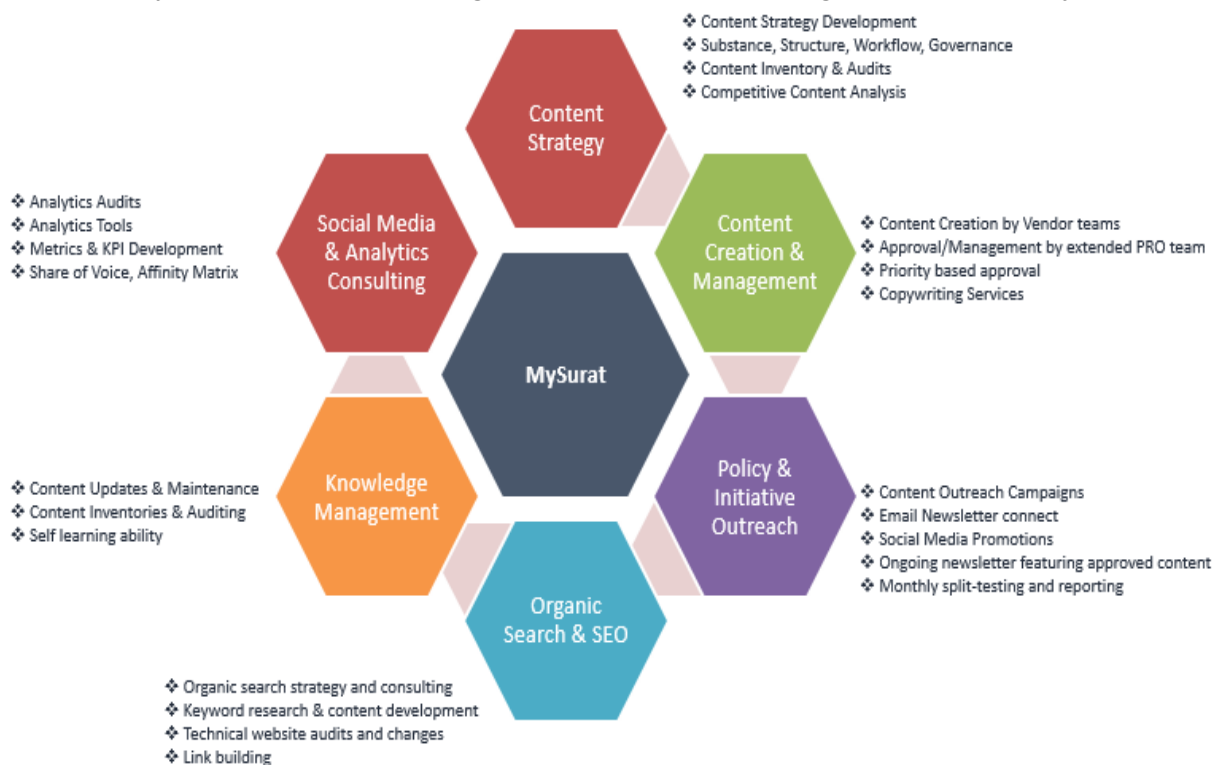 ❖ Content Strategy Development
❖ Substance, Structure, Workflow, Governance
❖ Content Inventory & Audits
❖ Competitive Content Analysis
Content
Strategy
❖ Analytics Audits
❖ Analytics Tools
❖ Metrics & KPI Development
❖ Share of Voice, Affinity Matrix
Social Media
& Analytics
Consulting
Content
Creation &
Management
❖ Content Creation by Vendor teams
❖ Approval/Management by extended PRO team
❖ Priority based approval
❖ Copywriting Services
MySurat
❖ Content Updates & Maintenance
❖ Content Inventories & Auditing
❖ Self learning ability
Knowledge
Management
Policy &
Initiative
Outreach
❖ Content Outreach Campaigns
❖ Email Newsletter connect
❖ Social Media Promotions
❖ Ongoing newsletter featuring approved content
❖ Monthly split-testing and reporting
Organic
Search & SEO
❖ Organic search strategy and consulting
❖ Keyword research & content development
❖ Technical website audits and changes
❖ Link building